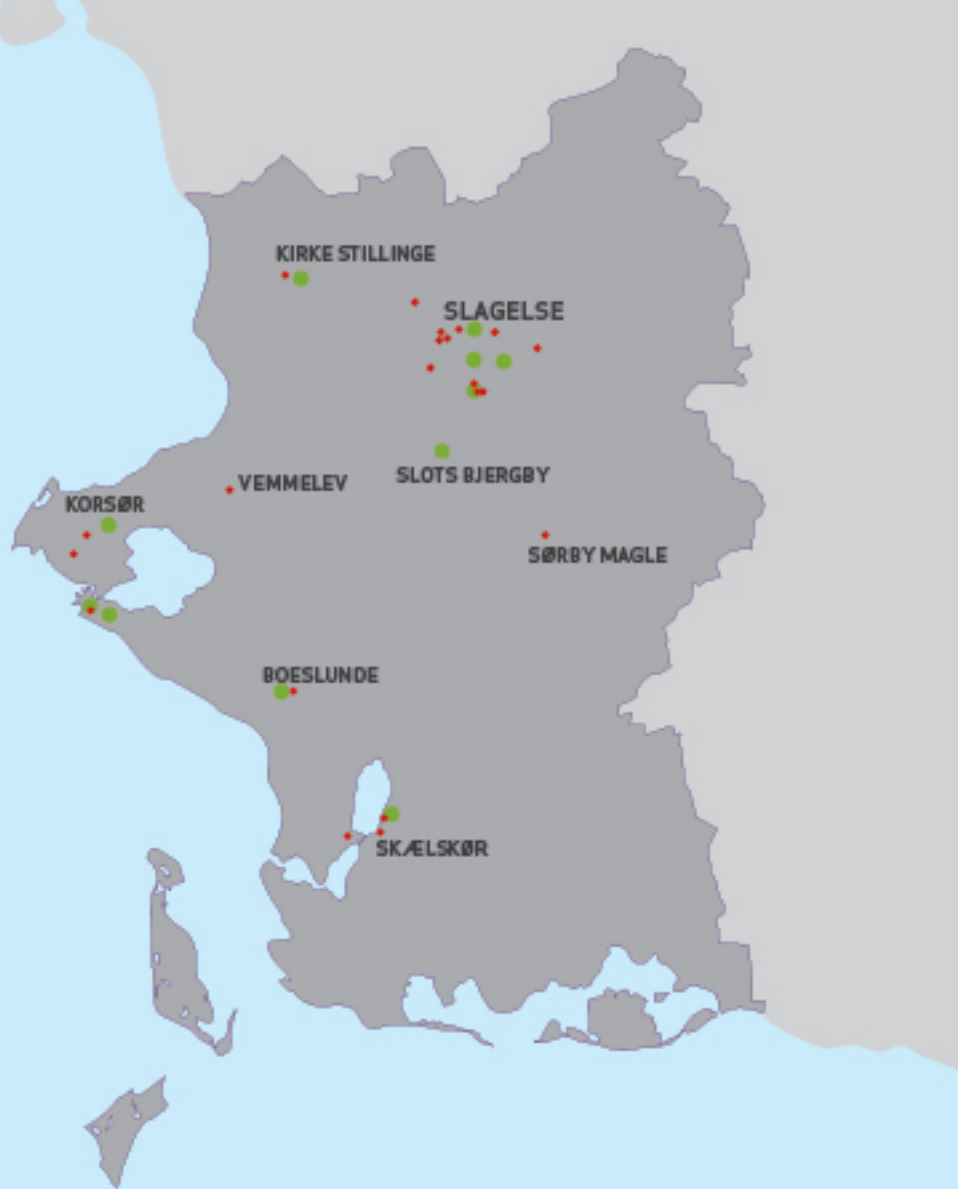 KIRKE STILLINGE
SLAGELSE
SLOTS BJERGBY
VEMMELEV
KORSØR
SØRBY MAGLE
BOESLUNDE
SKÆLSKØR